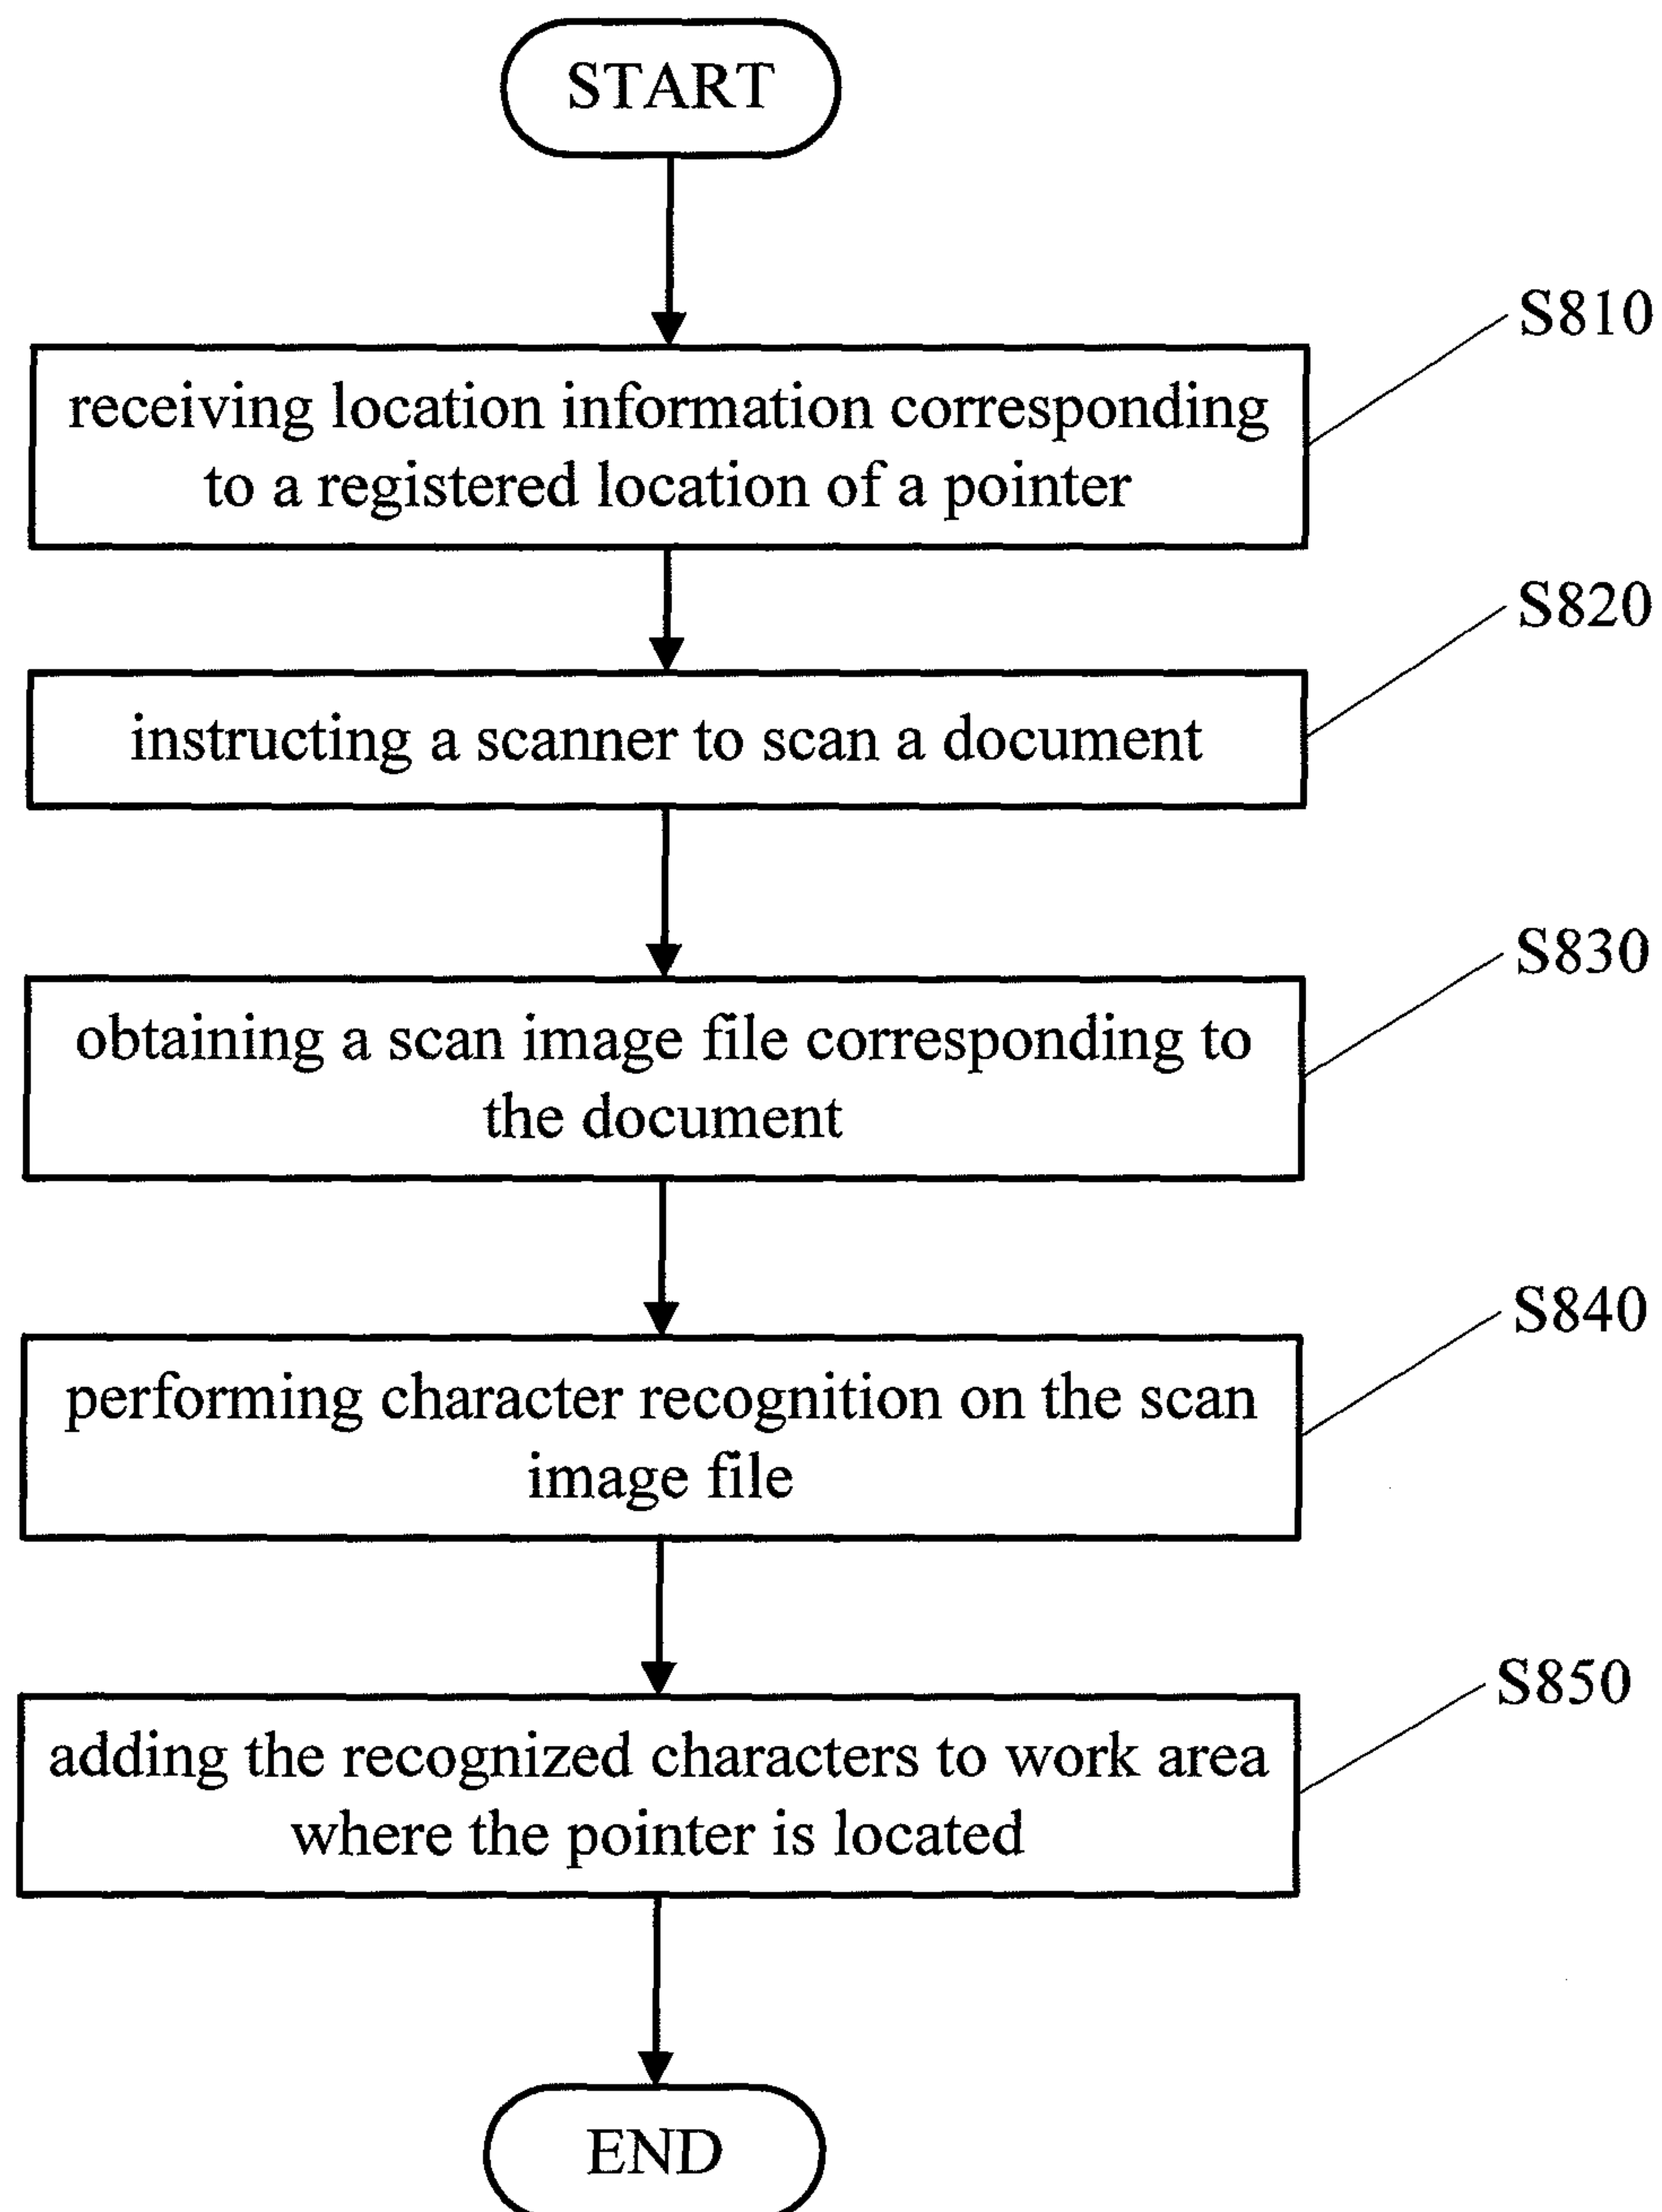 START
S810
receiving location information corresponding
to a registered location of a pointer
S820
instructing a scanner to scan a document
S830
obtaining a scan image file corresponding to
the document
S840
performing character recognition on the scan
image file
S850
adding the recognized characters to work area
where the pointer is located
END